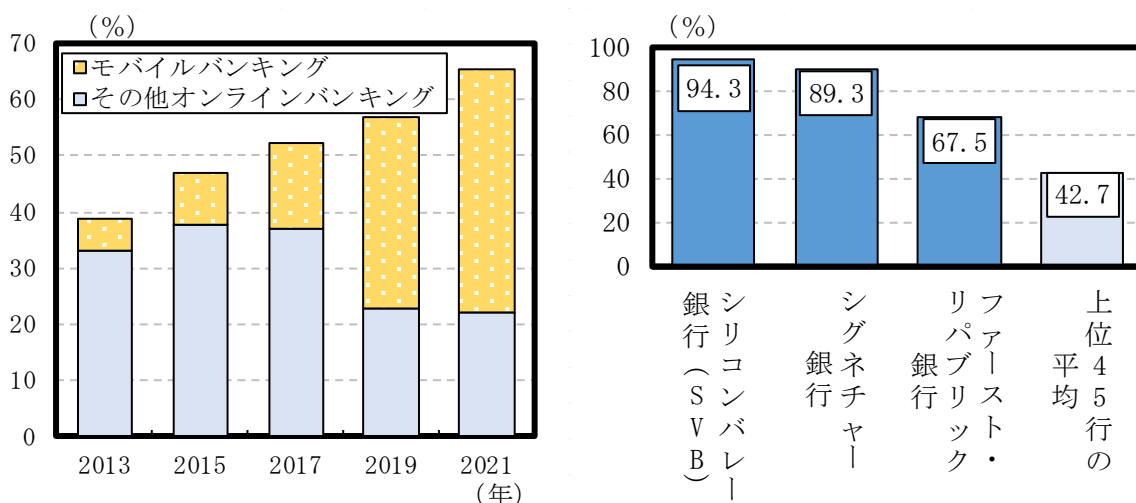 (%)
70
60
50
40
30
20
10
0
モバイルバンキング
その他オンラインバンキング
2013
2015
2017
2019
2021
(年)
(%)
100
80
60
40
20
0
94.3
89.3
67.5
42.7
シリコンバレー
銀行(SVB)
シグネチャー
銀行
ファースト・
リパブリック
銀行
上位45行の
平均